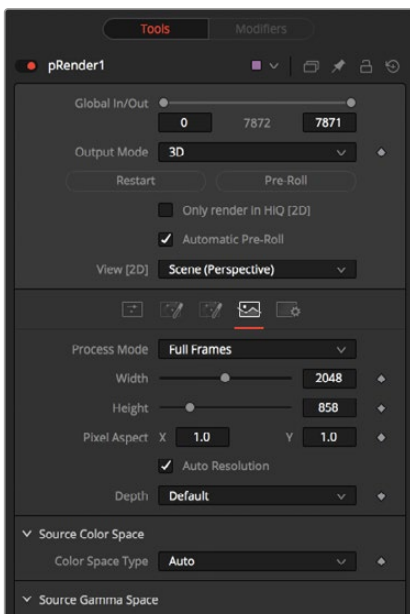 Tools Modifiers
pRender1
Global In/Out
0 7872 7871
Output Mode 3D
Restart Pre-Roll
Only render in HiQ [2D]
Automatic Pre-Roll
View [2D] Scene (Perspective)
Process Mode Full Frames
Width 2048
Height 858
Pixel Aspect X 1.0 Y 1.0
Auto Resolution
Depth Default
Source Color Space
Color Space Type Auto
Source Gamma Space